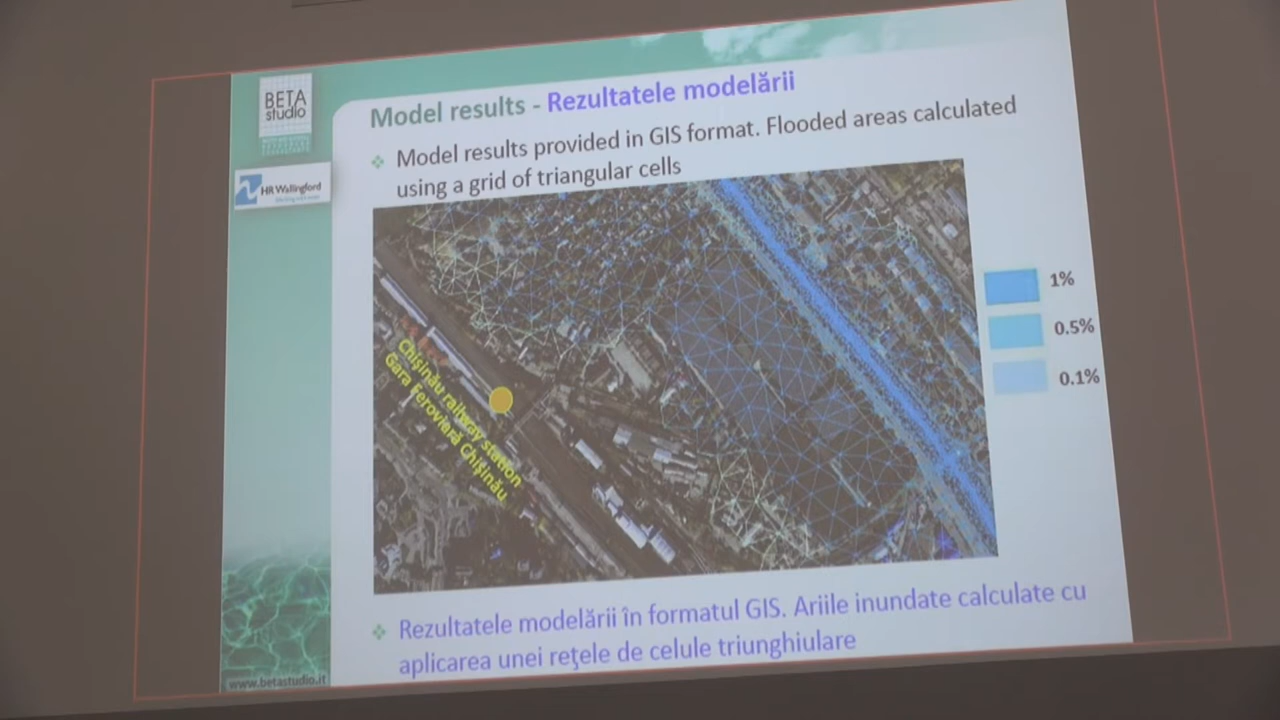 BETA
studio
HR Wallingford
Model results - Rezultatele modelării
Model results provided in GIS format. Flooded areas calculated
using a grid of triangular cells
1%
0.5%
0.1%
Chișinău railway station
Gara Feroviară Chișinău
Rezultatele modelării în formatul GIS. Ariile inundate calculate cu
aplicarea unei reţele de celule triunghiulare
www.betastudio.it